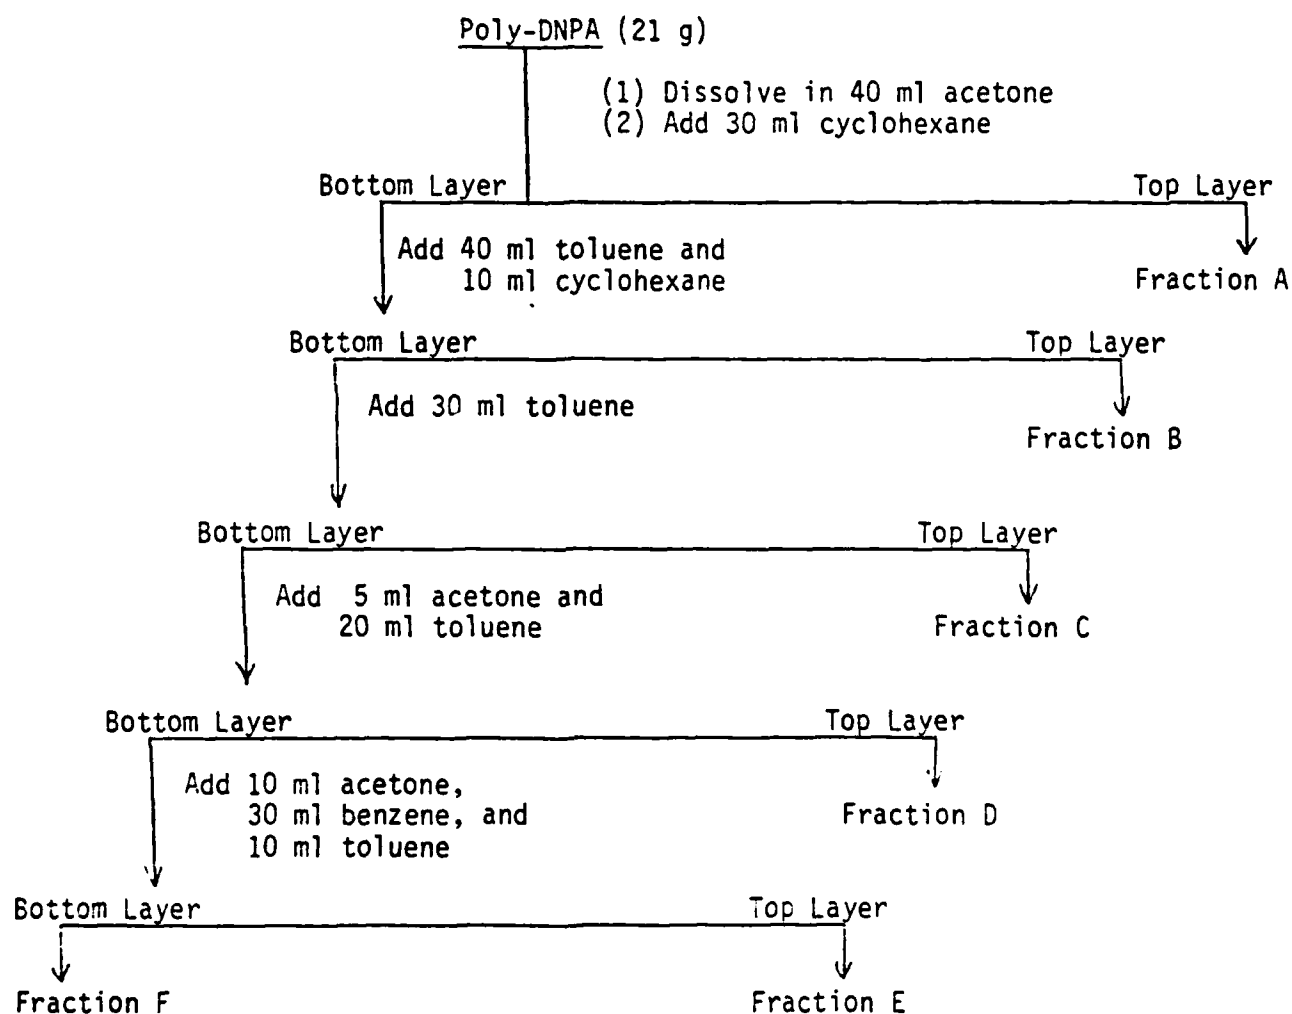 Poly-DNPA (21 g)
(1) Dissolve in 40 ml acetone
(2) Add 30 ml cyclohexane
Bottom Layer Top Layer
Add 40 ml toluene and
10 ml cyclohexane
Fraction A
Bottom Layer Top Layer
Add 30 ml toluene
Fraction B
Bottom Layer Top Layer
Add 5 ml acetone and
20 ml toluene
Fraction C
Bottom Layer Top Layer
Add 10 ml acetone,
30 ml benzene, and
10 ml toluene
Fraction D
Bottom Layer Top Layer
Fraction F Fraction E